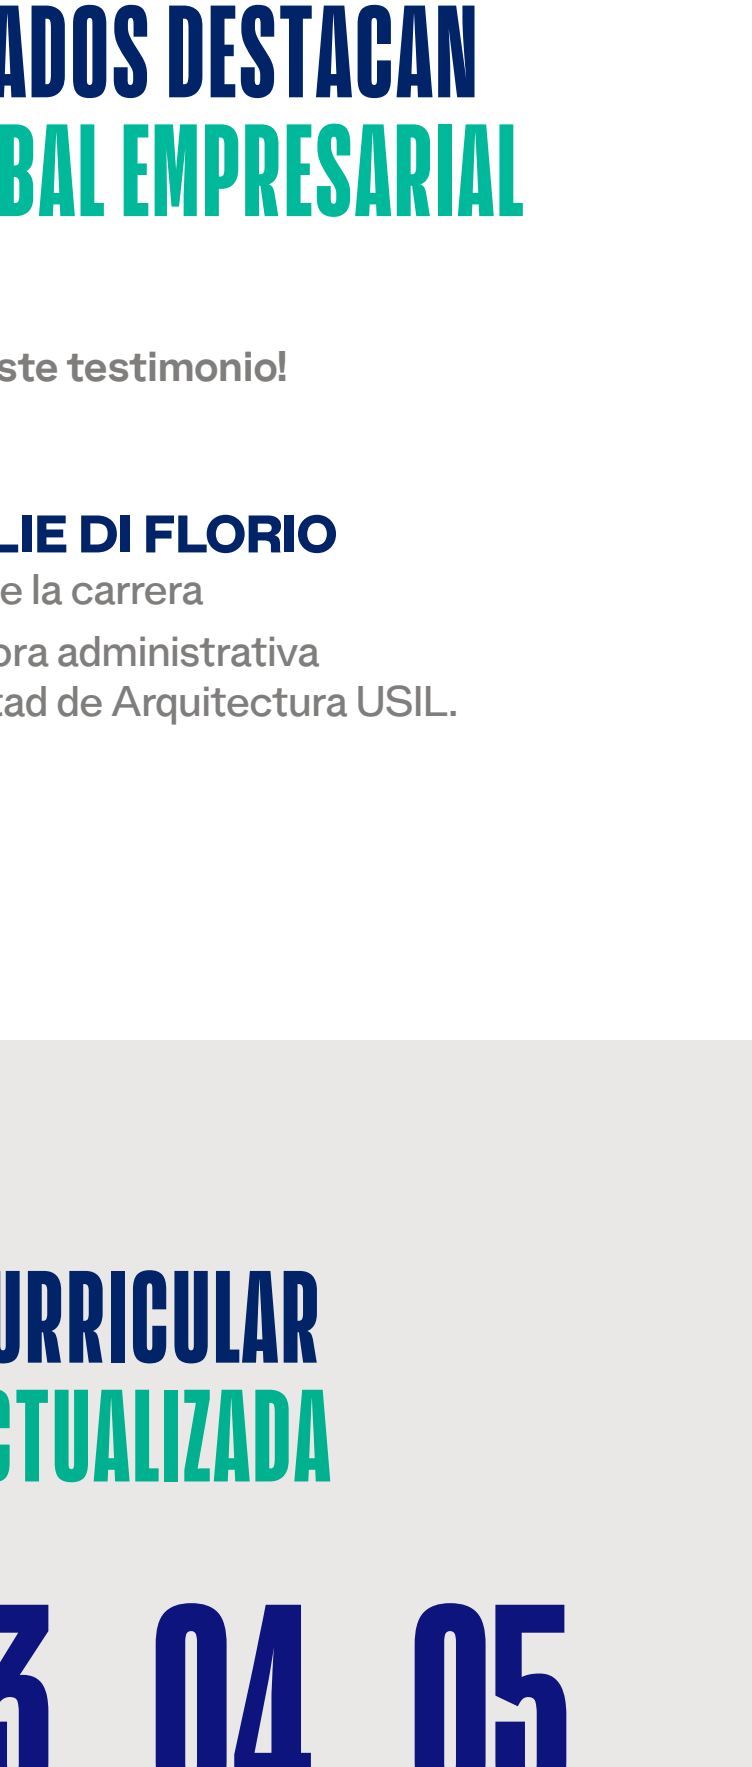 ADOS DESTACAN
BAL EMPRESARIAL
ste testimonio!
LIE DI FLORIO
e la carrera
ora administrativa
tad de Arquitectura USIL.
URRICULAR
CTUALIZADA
3 04 05